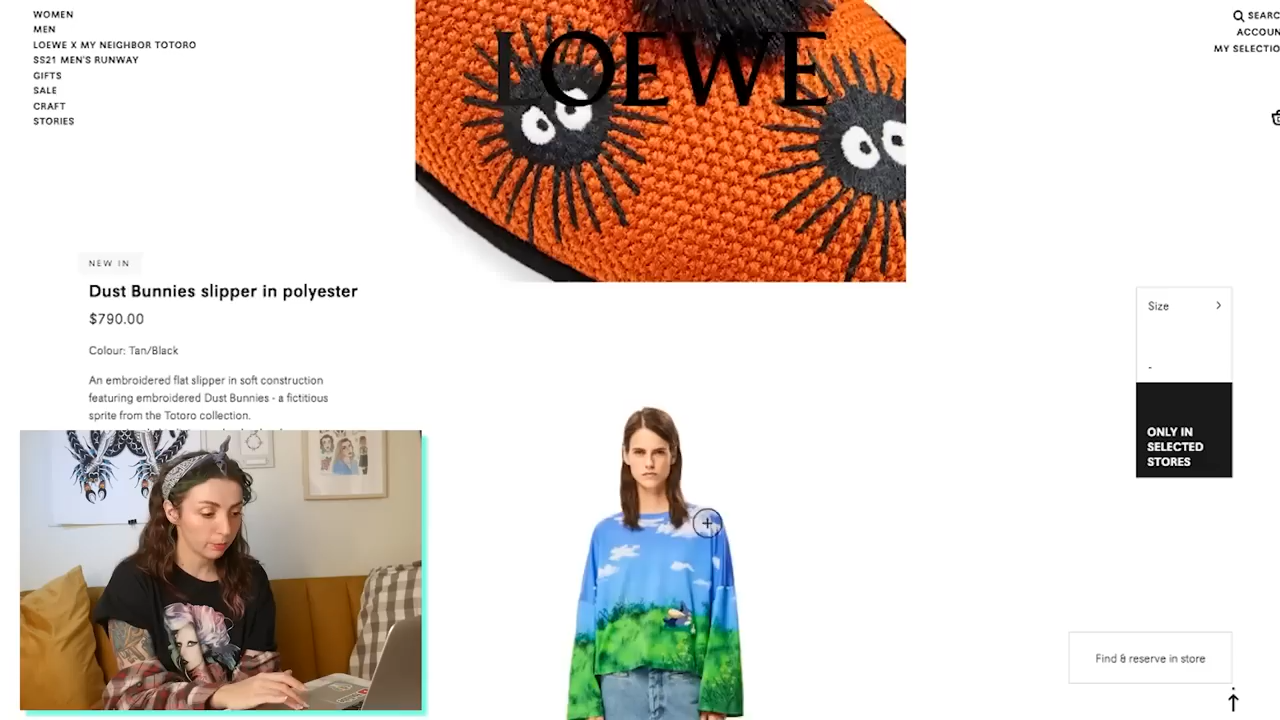 WOMEN
MEN
LOEWE X MY NEIGHBOR TOTORO
SS21 MEN'S RUNWAY
GIFTS
SALE
CRAFT
STORIES
LOEWE
SEARC
ACCOUN
MY SELECTIO
NEW IN
Dust Bunnies slipper in polyester
$790.00
Colour: Tan/Black
An embroidered flat slipper in soft construction
featuring embroidered Dust Bunnies - a fictitious
sprite from the Totoro collection.
Size
-
ONLY IN
SELECTED
STORES
Find & reserve in store